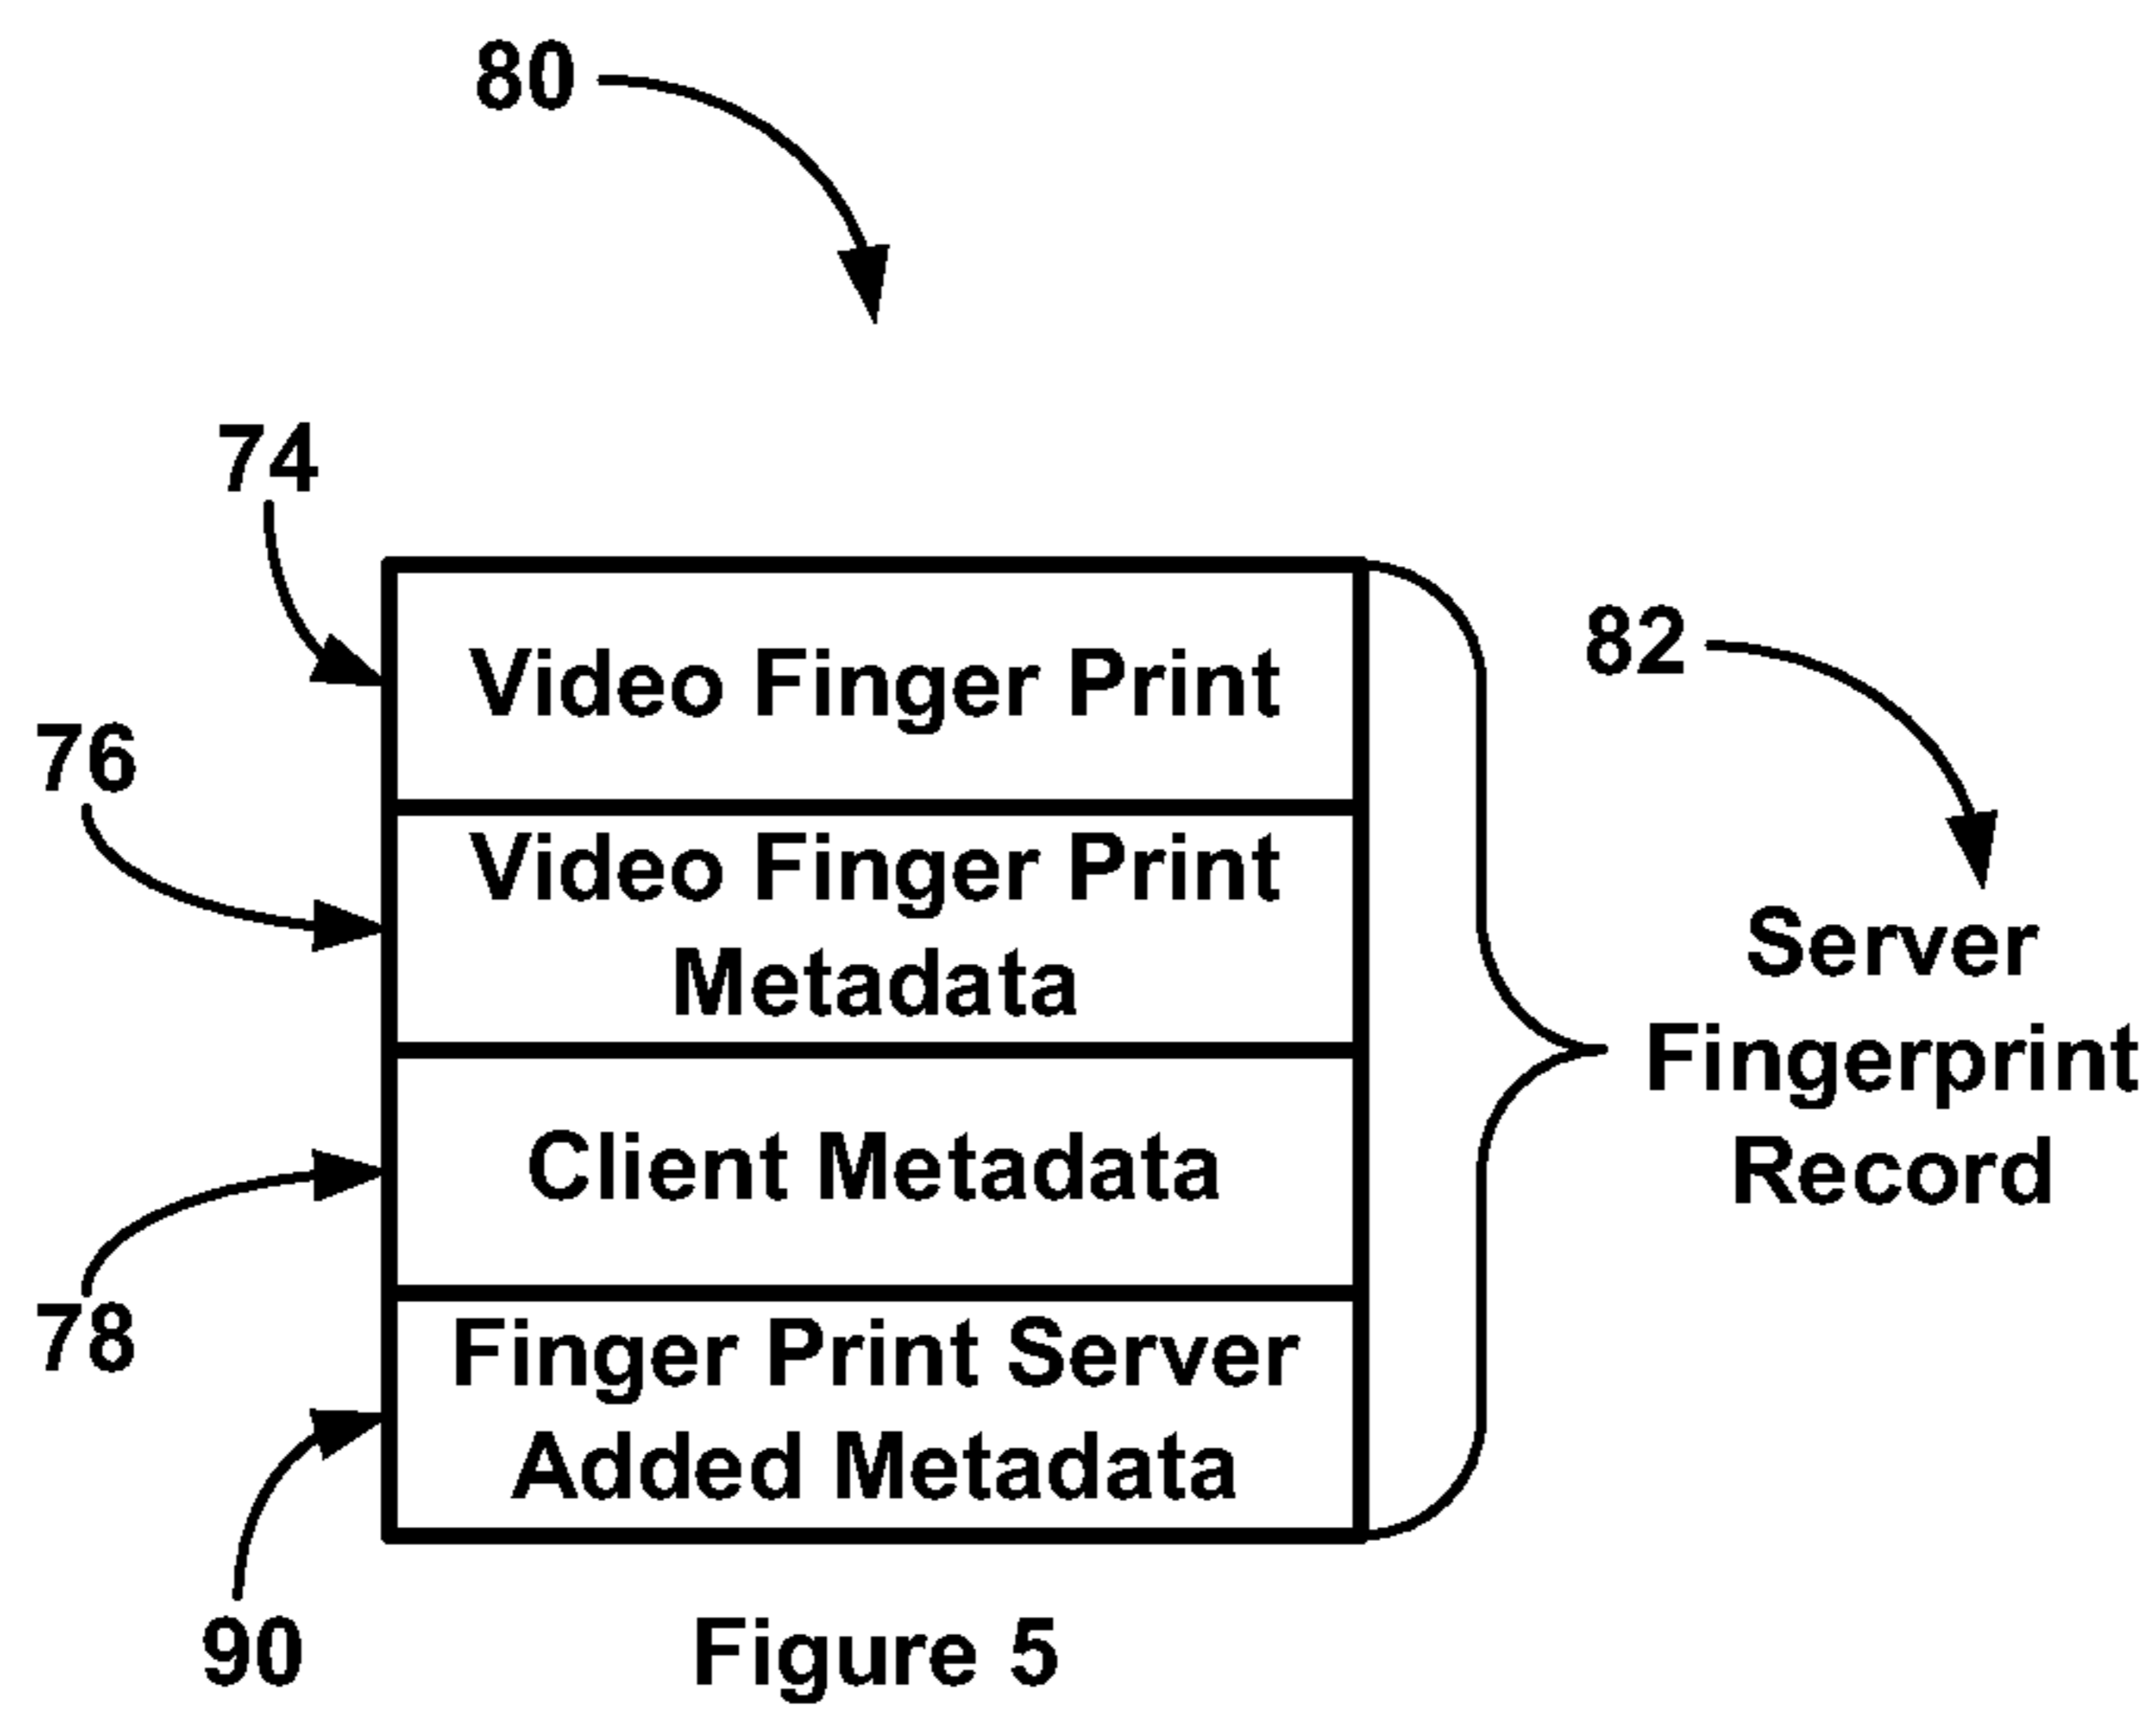 80
74
Video Finger Print
82
76
Video Finger Print
Metadata
Server
Fingerprint
Record
Client Metadata
78
Finger Print Server
Added Metadata
90
Figure 5